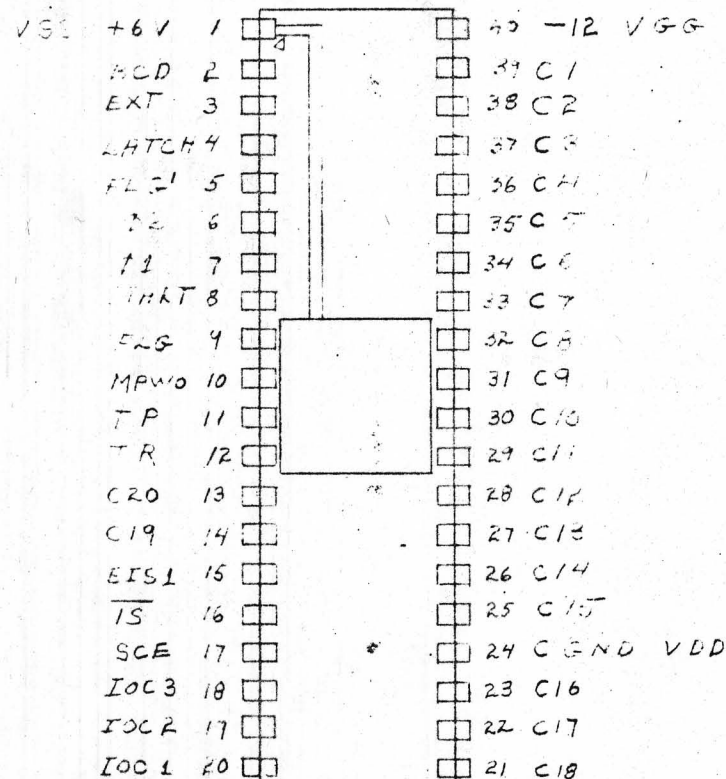 +6V 1 40 -12 VGG
2 39 C1
EXT 3 38 C2
LATCH 4 37 C3
5 36 C4
6 35 C5
7 34 C6
8 33 C7
FLG 9 32 C8
MPWO 10 31 C9
TP 11 30 C10
TR 12 29 C11
C20 13 28 C12
C19 14 27 C13
EIS1 15 26 C14
IS 16 25 C15
SCE 17 24 C GND VDD
IOC3 18 23 C16
IOC2 19 22 C17
IOC1 20 21 C18